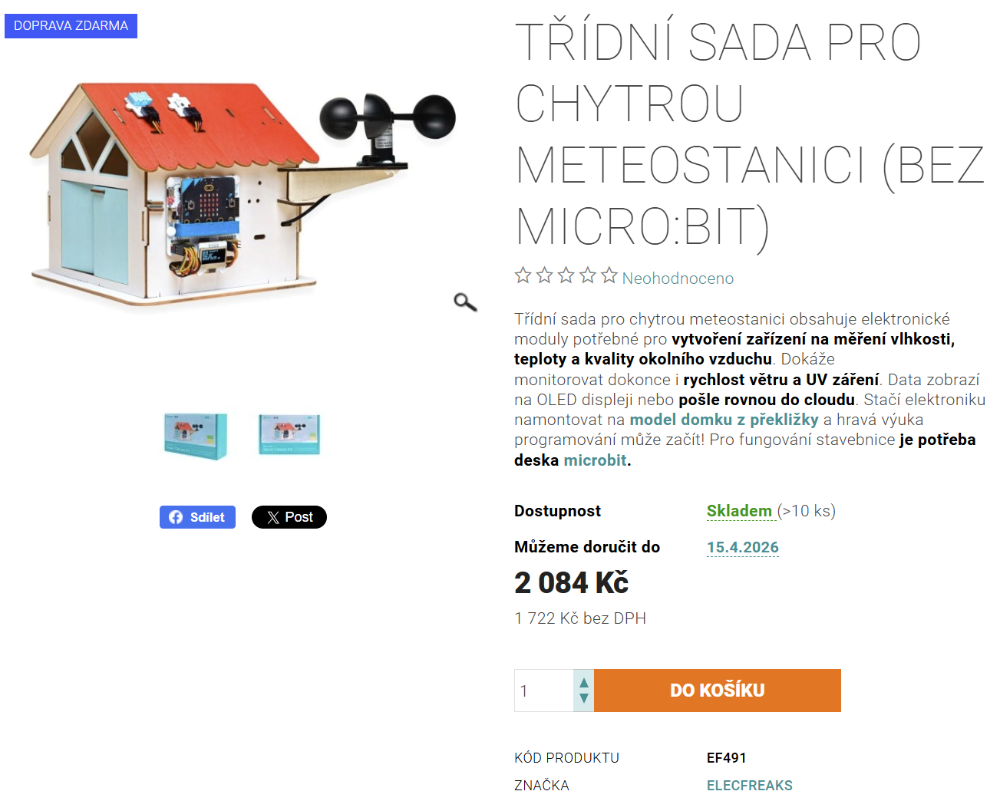 DOPRAVA ZDARMA
TŘÍDNÍ SADA PRO
CHYTROU
METEOSTANICI (BEZ
MICRO:BIT)
Neohodnoceno
Třídní sada pro chytrou meteostanici obsahuje elektronické
moduly potřebné pro vytvoření zařízení na měření vlhkosti,
teploty a kvality okolního vzduchu. Dokáže
monitorovat dokonce i rychlost větru a UV záření. Data zobrazí
na OLED displeji nebo pošle rovnou do cloudu. Stačí elektroniku
namontovat na model domku z překližky a hravá výuka
programování může začít! Pro fungování stavebnice je potřeba
deska microbit.
Sdílet
Post
Dostupnost Skladem (>10 ks)
Můžeme doručit do 15.4.2026
2 084 Kč
1 722 Kč bez DPH
1
DO KOŠÍKU
KÓD PRODUKTU EF491
ZNAČKA ELECFREAKS